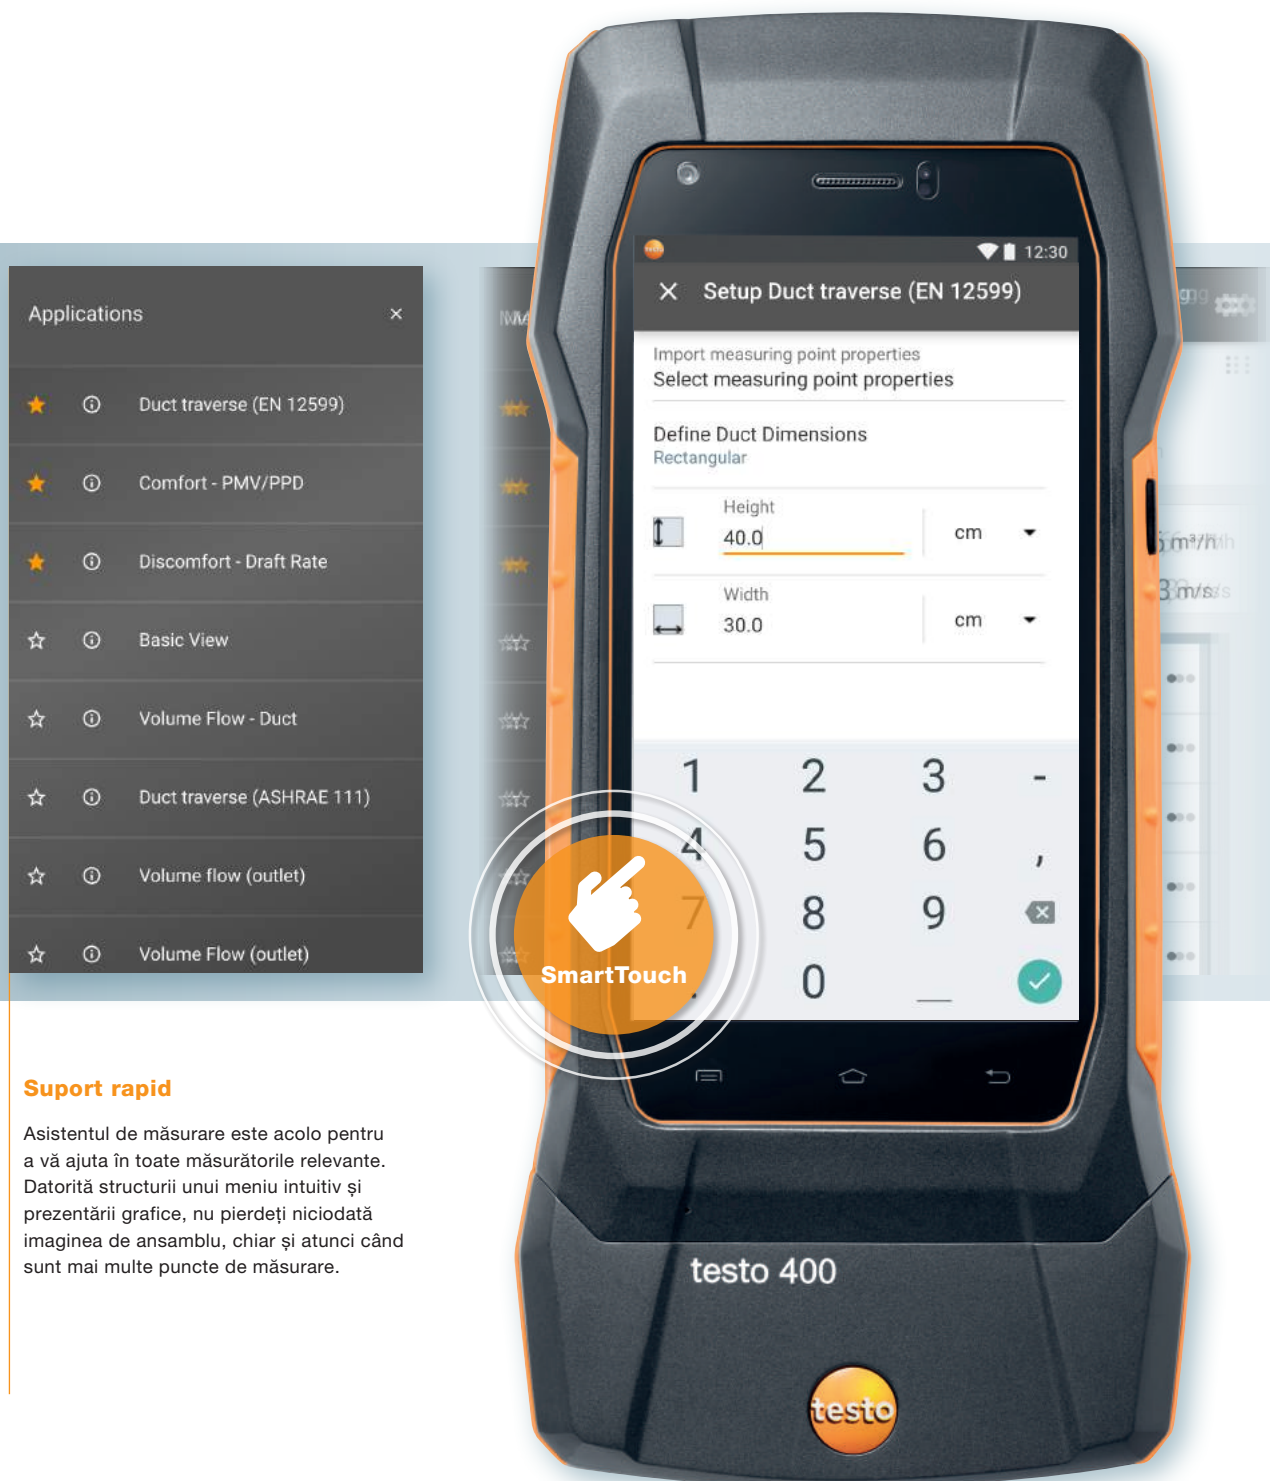 Applications
Duct traverse (EN 12599)
Comfort - PMV/PPD
Discomfort - Draft Rate
Basic View
Volume Flow - Duct
Duct traverse (ASHRAE 111)
Volume flow (outlet)
Volume Flow (outlet)
testo
12:30
Setup Duct traverse (EN 12599)
Import measuring point properties
Select measuring point properties
Define Duct Dimensions
Rectangular
Height
40.0 cm
Width
30.0 cm
1 2 3 -
4 5 6 ,
7 8 9
. 0 _
SmartTouch
m³/h
m/s
Suport rapid
Asistentul de măsurare este acolo pentru
a vă ajuta în toate măsurătorile relevante.
Datorită structurii unui meniu intuitiv și
prezentării grafice, nu pierdeți niciodată
imaginea de ansamblu, chiar și atunci când
sunt mai multe puncte de măsurare.
testo 400
testo